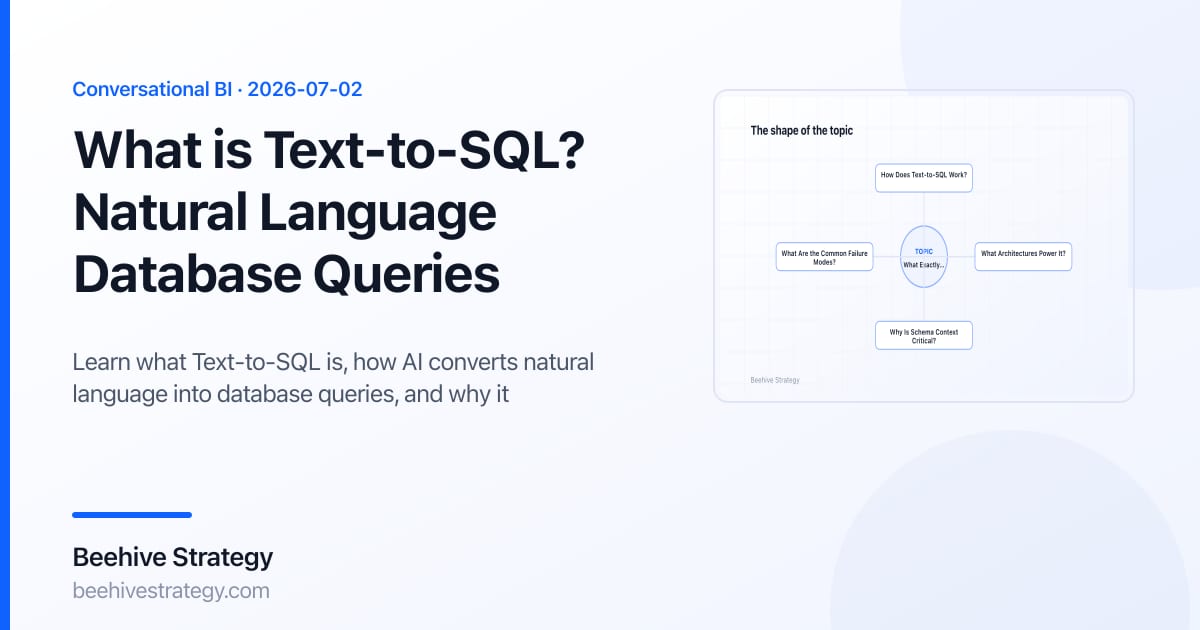 Conversational BI · 2026-07-02
What is Text-to-SQL?
Natural Language
Database Queries
Learn what Text-to-SQL is, how AI converts natural
language into database queries, and why it
Beehive Strategy
beehivestrategy.com
The shape of the topic
How Does Text-to-SQL Work?
What Are the Common Failure
Modes?
TOPIC
What Exactly...
What Architectures Power It?
Why Is Schema Context
Critical?
Beehive Strategy